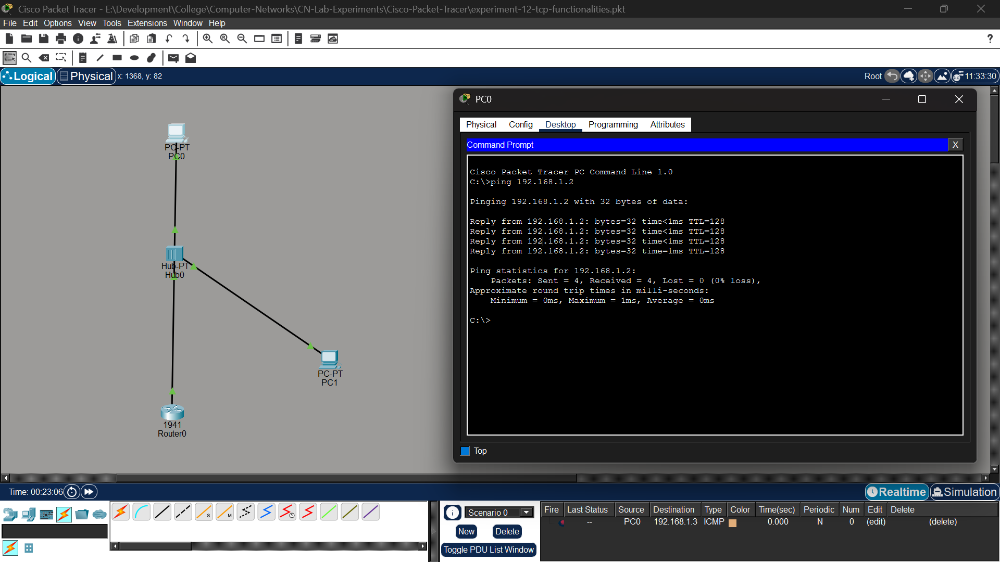 Cisco Packet Tracer - E:\Development\College\Computer-Networks\CN-Lab-Experiments\Cisco-Packet-Tracer\experiment-12-tcp-functionalities.pkt
File Edit Options View Tools Extensions Window Help
?
Logical Physical x: 1368, y: 82 Root 11:33:30
PC-PT
PC0
Hub-PT
Hub0
PC-PT
PC1
1941
Router0
PC0
Physical Config Desktop Programming Attributes
Command Prompt X
Cisco Packet Tracer PC Command Line 1.0
C:\>ping 192.168.1.2
Pinging 192.168.1.2 with 32 bytes of data:
Reply from 192.168.1.2: bytes=32 time<1ms TTL=128
Reply from 192.168.1.2: bytes=32 time<1ms TTL=128
Reply from 192.168.1.2: bytes=32 time<1ms TTL=128
Reply from 192.168.1.2: bytes=32 time=1ms TTL=128
Ping statistics for 192.168.1.2:
Packets: Sent = 4, Received = 4, Lost = 0 (0% loss),
Approximate round trip times in milli-seconds:
Minimum = 0ms, Maximum = 1ms, Average = 0ms
C:\>
Top
Time: 00:23:06 Realtime Simulation
S M
Scenario 0
New Delete
Toggle PDU List Window
Fire Last Status Source Destination Type Color Time(sec) Periodic Num Edit Delete
-- PC0 192.168.1.3 ICMP 0.000 N 0 (edit) (delete)